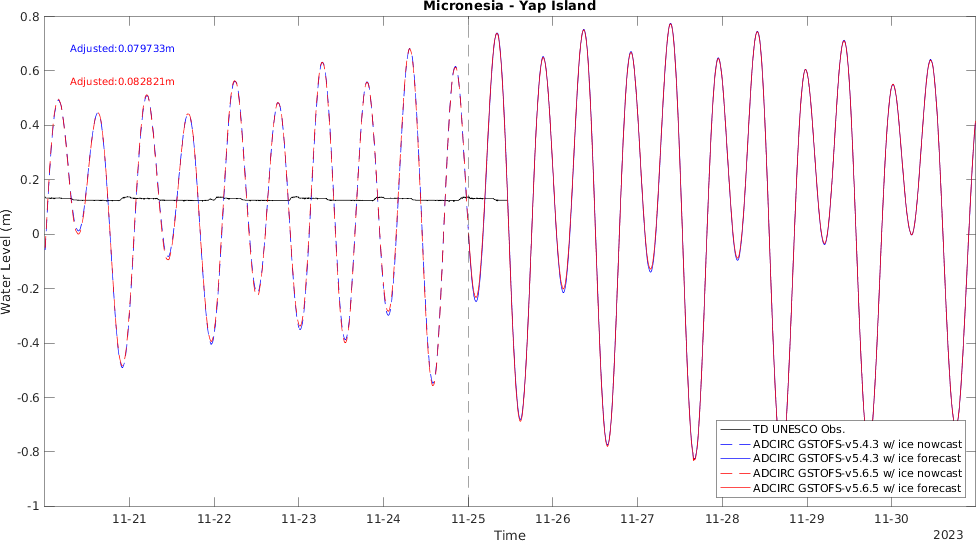 Micronesia - Yap Island
Adjusted:0.079733m
Adjusted:0.082821m
Water Level (m)
0.8
0.6
0.4
0.2
0
-0.2
-0.4
-0.6
-0.8
-1
TD UNESCO Obs.
ADCIRC GSTOFS-v5.4.3 w/ ice nowcast
ADCIRC GSTOFS-v5.4.3 w/ ice forecast
ADCIRC GSTOFS-v5.6.5 w/ ice nowcast
ADCIRC GSTOFS-v5.6.5 w/ ice forecast
11-21 11-22 11-23 11-24 11-25 11-26 11-27 11-28 11-29 11-30
Time
2023